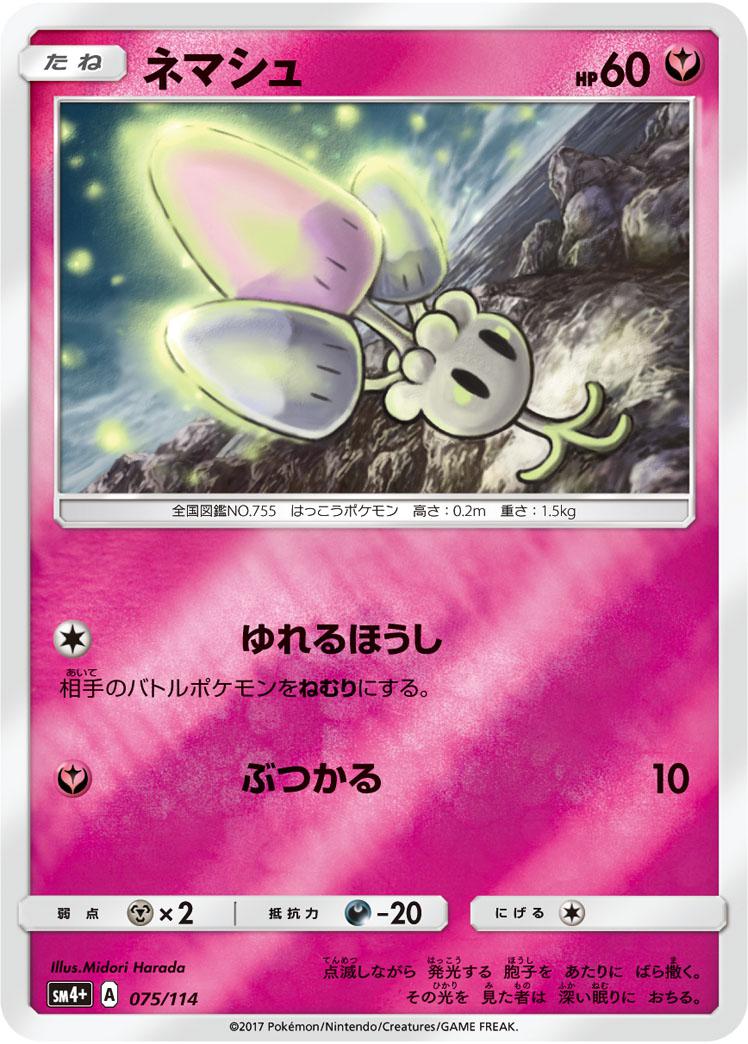 たね ネマシュ HP60
全国図鑑NO.755 はっこうポケモン 高さ:0.2m 重さ:1.5kg
ゆれるほうし
あいて
相手のバトルポケモンをねむりにする。
ぶつかる 10
弱点 ×2 抵抗力 -20 にげる
Illus.Midori Harada
てんめつ はっこう ほうし ま
点滅しながら 発光する 胞子を あたりに ばら撒く。
ひかり み もの ふか ねむ
その光を 見た者は 深い眠りに おちる。
SM4+ A 075/114
©2017 Pokémon/Nintendo/Creatures/GAME FREAK.